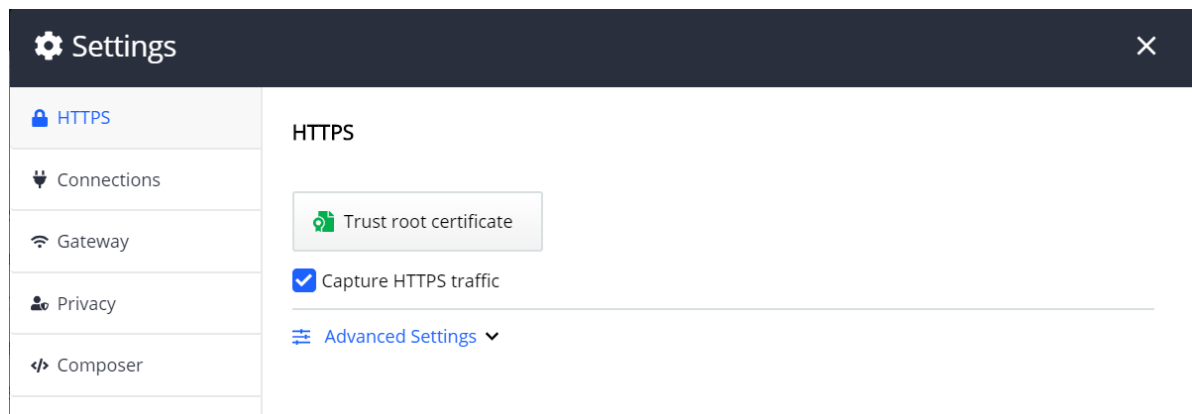 Settings
HTTPS
Connections
Gateway
Privacy
Composer
HTTPS
Trust root certificate
Capture HTTPS traffic
Advanced Settings